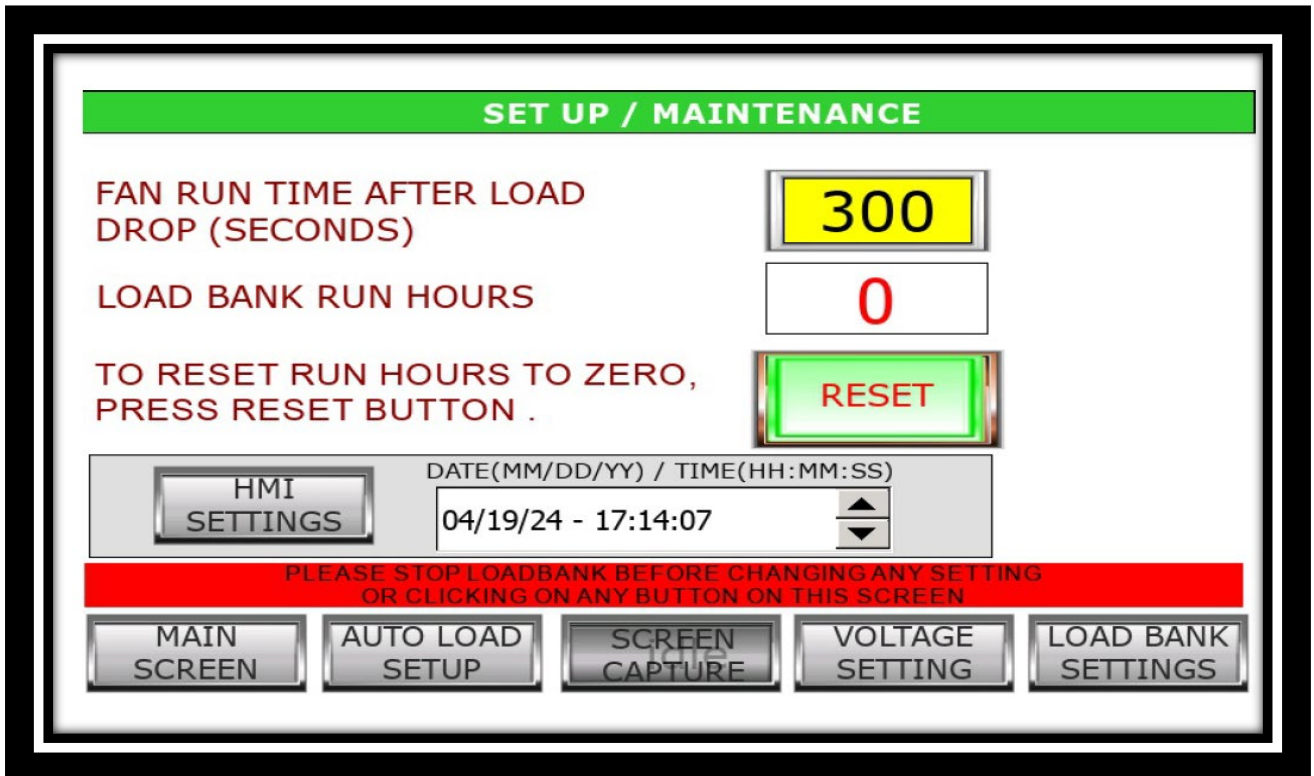 SET UP / MAINTENANCE
FAN RUN TIME AFTER LOAD
DROP (SECONDS)
300
LOAD BANK RUN HOURS
0
TO RESET RUN HOURS TO ZERO,
PRESS RESET BUTTON .
RESET
HMI
SETTINGS
DATE(MM/DD/YY) / TIME(HH:MM:SS)
04/19/24 - 17:14:07
PLEASE STOP LOADBANK BEFORE CHANGING ANY SETTING
OR CLICKING ON ANY BUTTON ON THIS SCREEN
MAIN
SCREEN
AUTO LOAD
SETUP
SCREEN
idle
CAPTURE
VOLTAGE
SETTING
LOAD BANK
SETTINGS